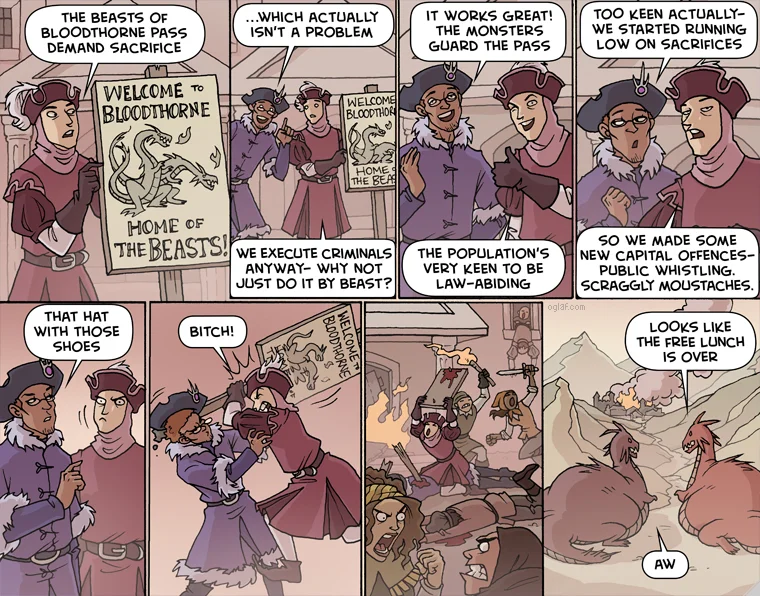 THE BEASTS OF
BLOODTHORNE PASS
DEMAND SACRIFICE
WELCOME TO
BLOODTHORNE
HOME OF
THE BEASTS!
...WHICH ACTUALLY
ISN'T A PROBLEM
WELCOME
BLOODTHOR
HOME
THE BEA
WE EXECUTE CRIMINALS
ANYWAY- WHY NOT
JUST DO IT BY BEAST?
IT WORKS GREAT!
THE MONSTERS
GUARD THE PASS
THE POPULATION'S
VERY KEEN TO BE
LAW-ABIDING
TOO KEEN ACTUALLY-
WE STARTED RUNNING
LOW ON SACRIFICES
SO WE MADE SOME
NEW CAPITAL OFFENCES-
PUBLIC WHISTLING.
SCRAGGLY MOUSTACHES.
THAT HAT
WITH THOSE
SHOES
BITCH!
WELCOME TO
BLOODTHORNE
oglaf.com
LOOKS LIKE
THE FREE LUNCH
IS OVER
AW